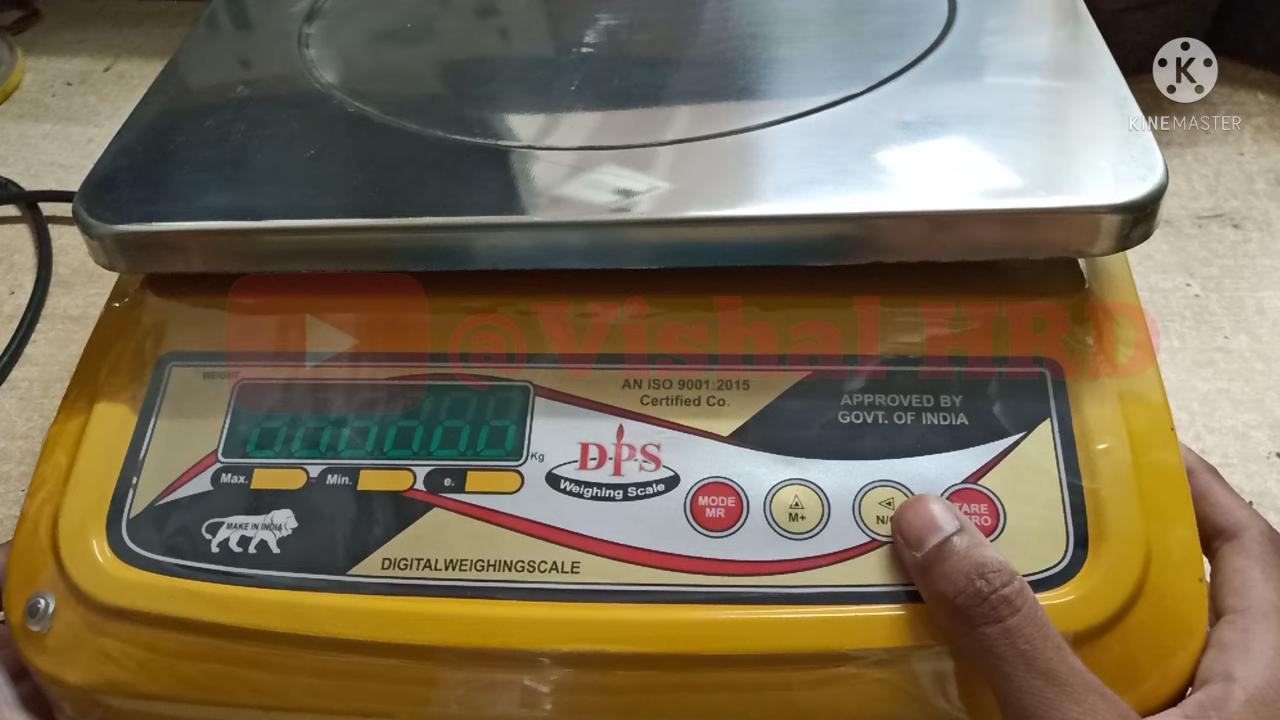 K
KINEMASTER
@Vishal HRD
WEIGHT
AN ISO 9001:2015
Certified Co.
APPROVED BY
GOVT. OF INDIA
000000
Kg
Max.
Min.
e.
D·P·S
Weighing Scale
MODE
MR
M+
TARE
MAKE IN INDIA
DIGITALWEIGHINGSCALE